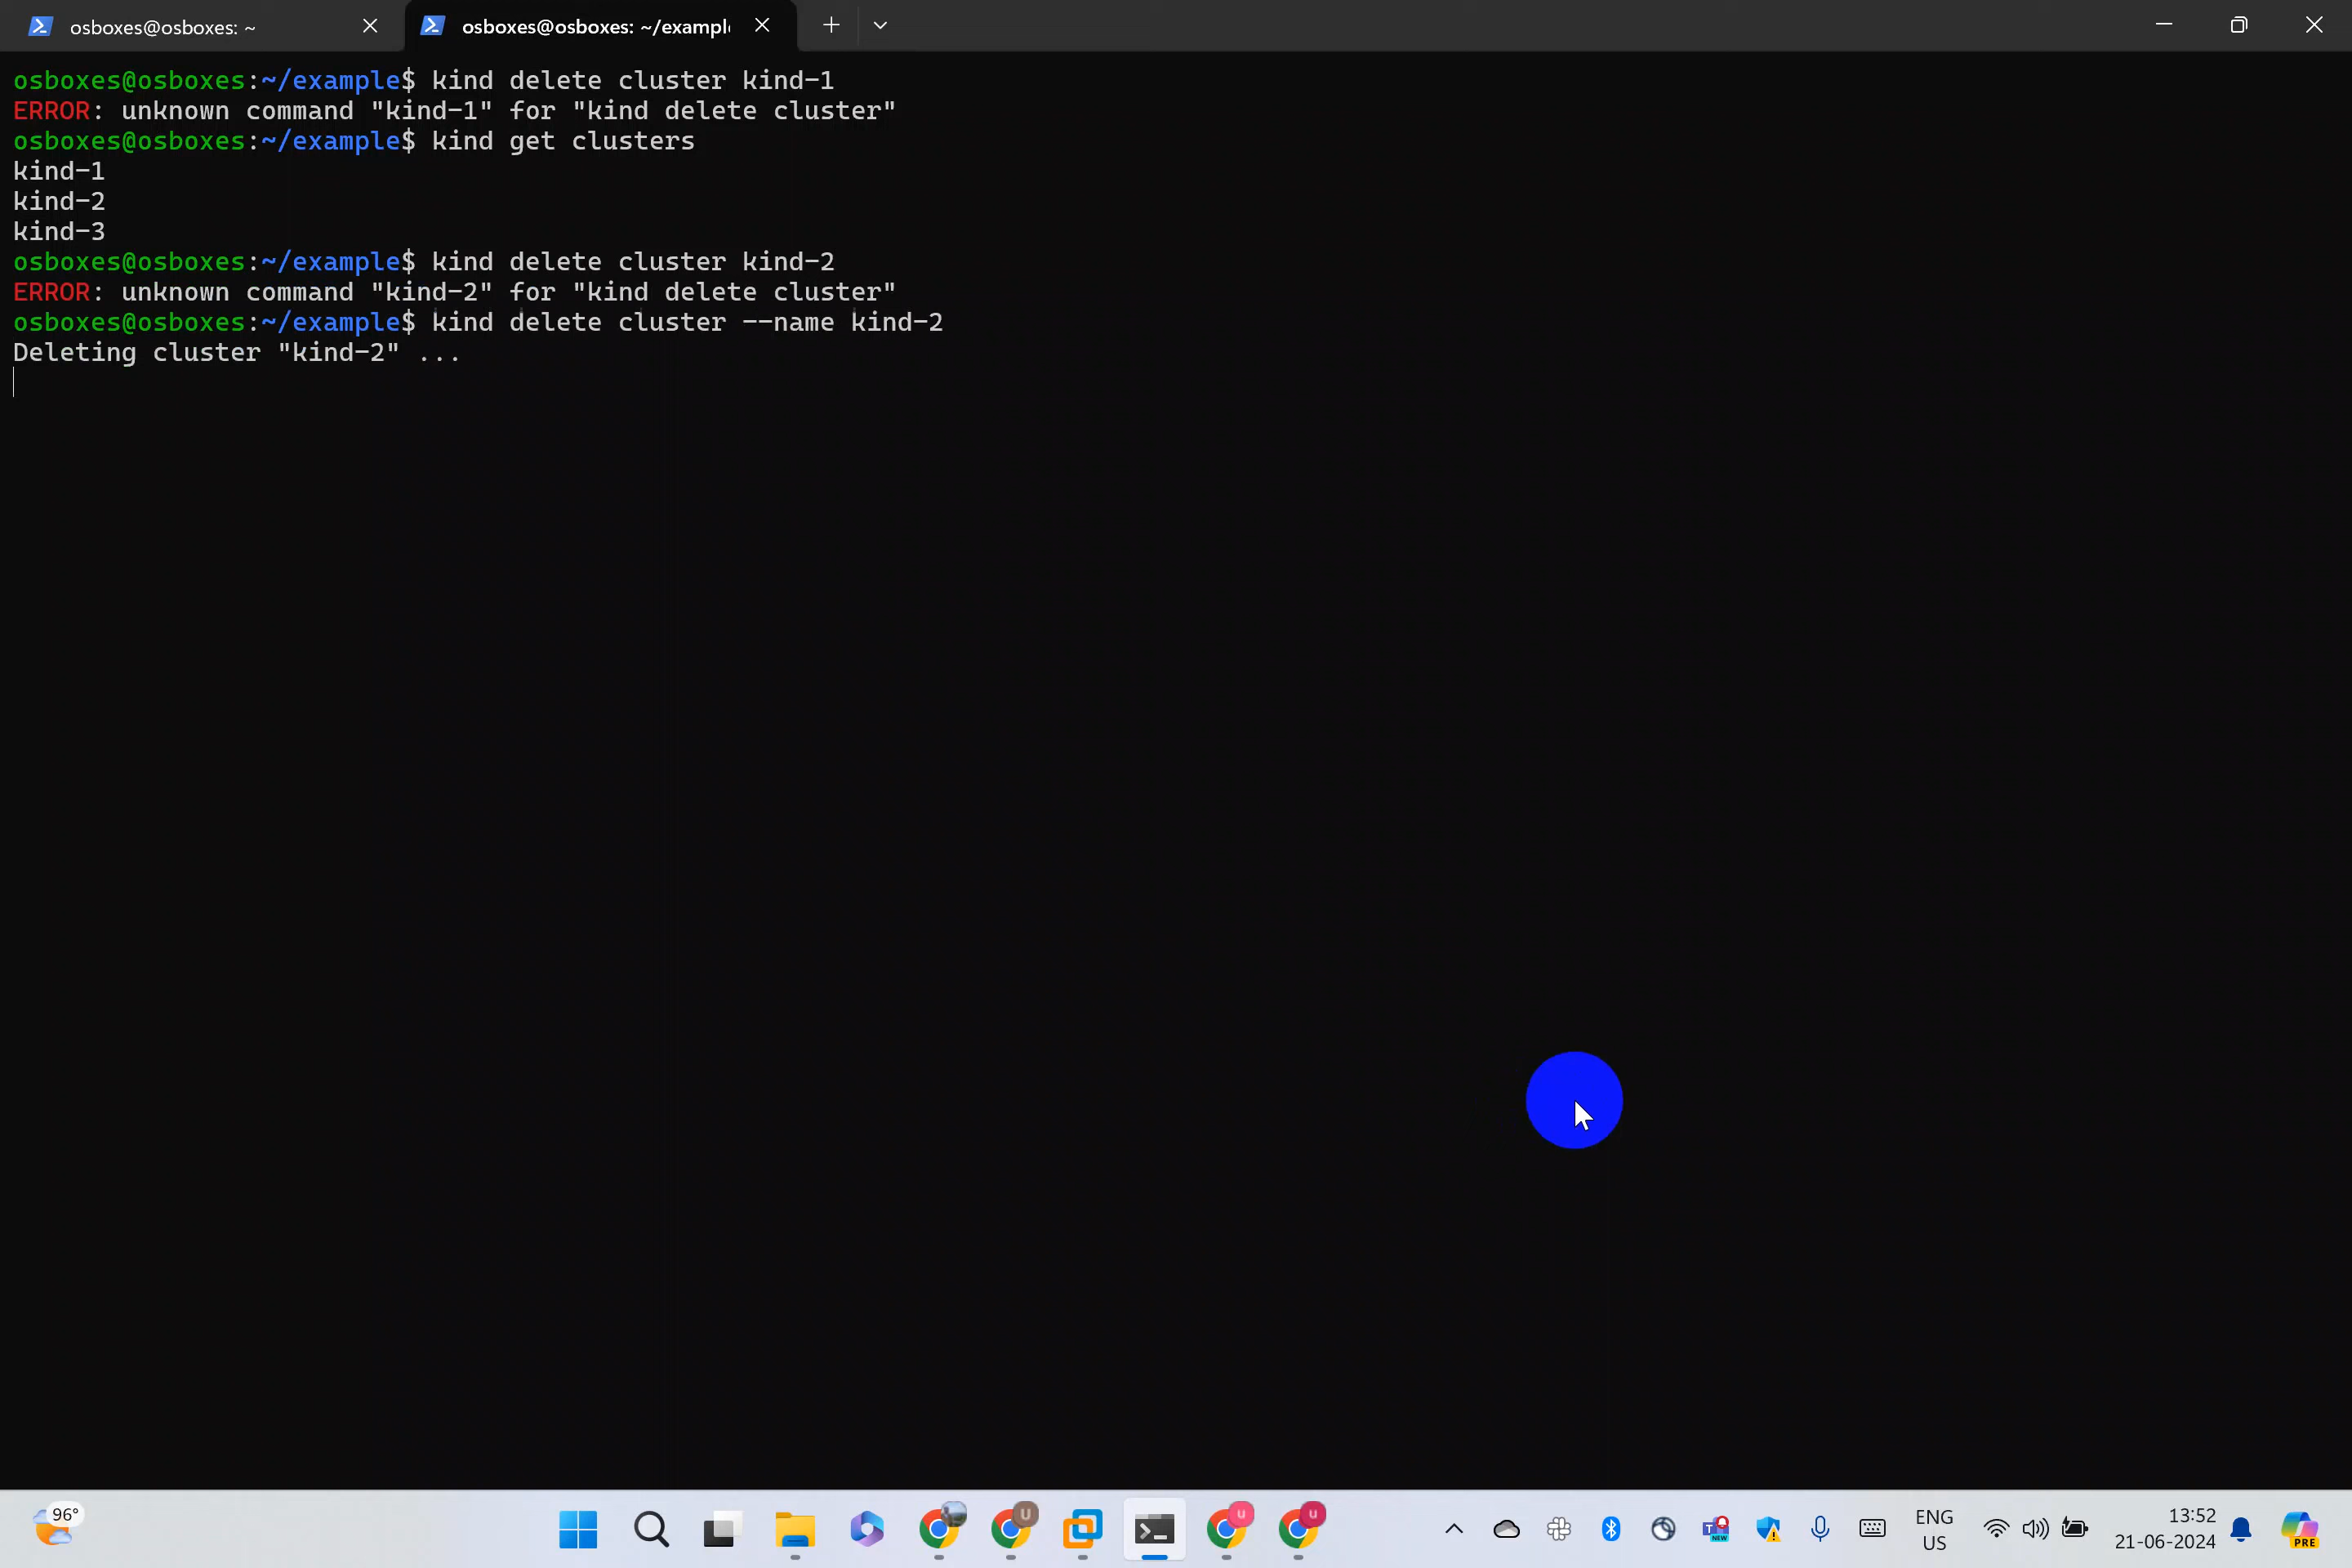 osboxes@osboxes: ~
osboxes@osboxes: ~/example
osboxes@osboxes:~/example$ kind delete cluster kind-1
ERROR: unknown command "kind-1" for "kind delete cluster"
osboxes@osboxes:~/example$ kind get clusters
kind-1
kind-2
kind-3
osboxes@osboxes:~/example$ kind delete cluster kind-2
ERROR: unknown command "kind-2" for "kind delete cluster"
osboxes@osboxes:~/example$ kind delete cluster --name kind-2
Deleting cluster "kind-2" ...
96°
U
u
u
T
NEW
ENG
US
13:52
21-06-2024
PRE